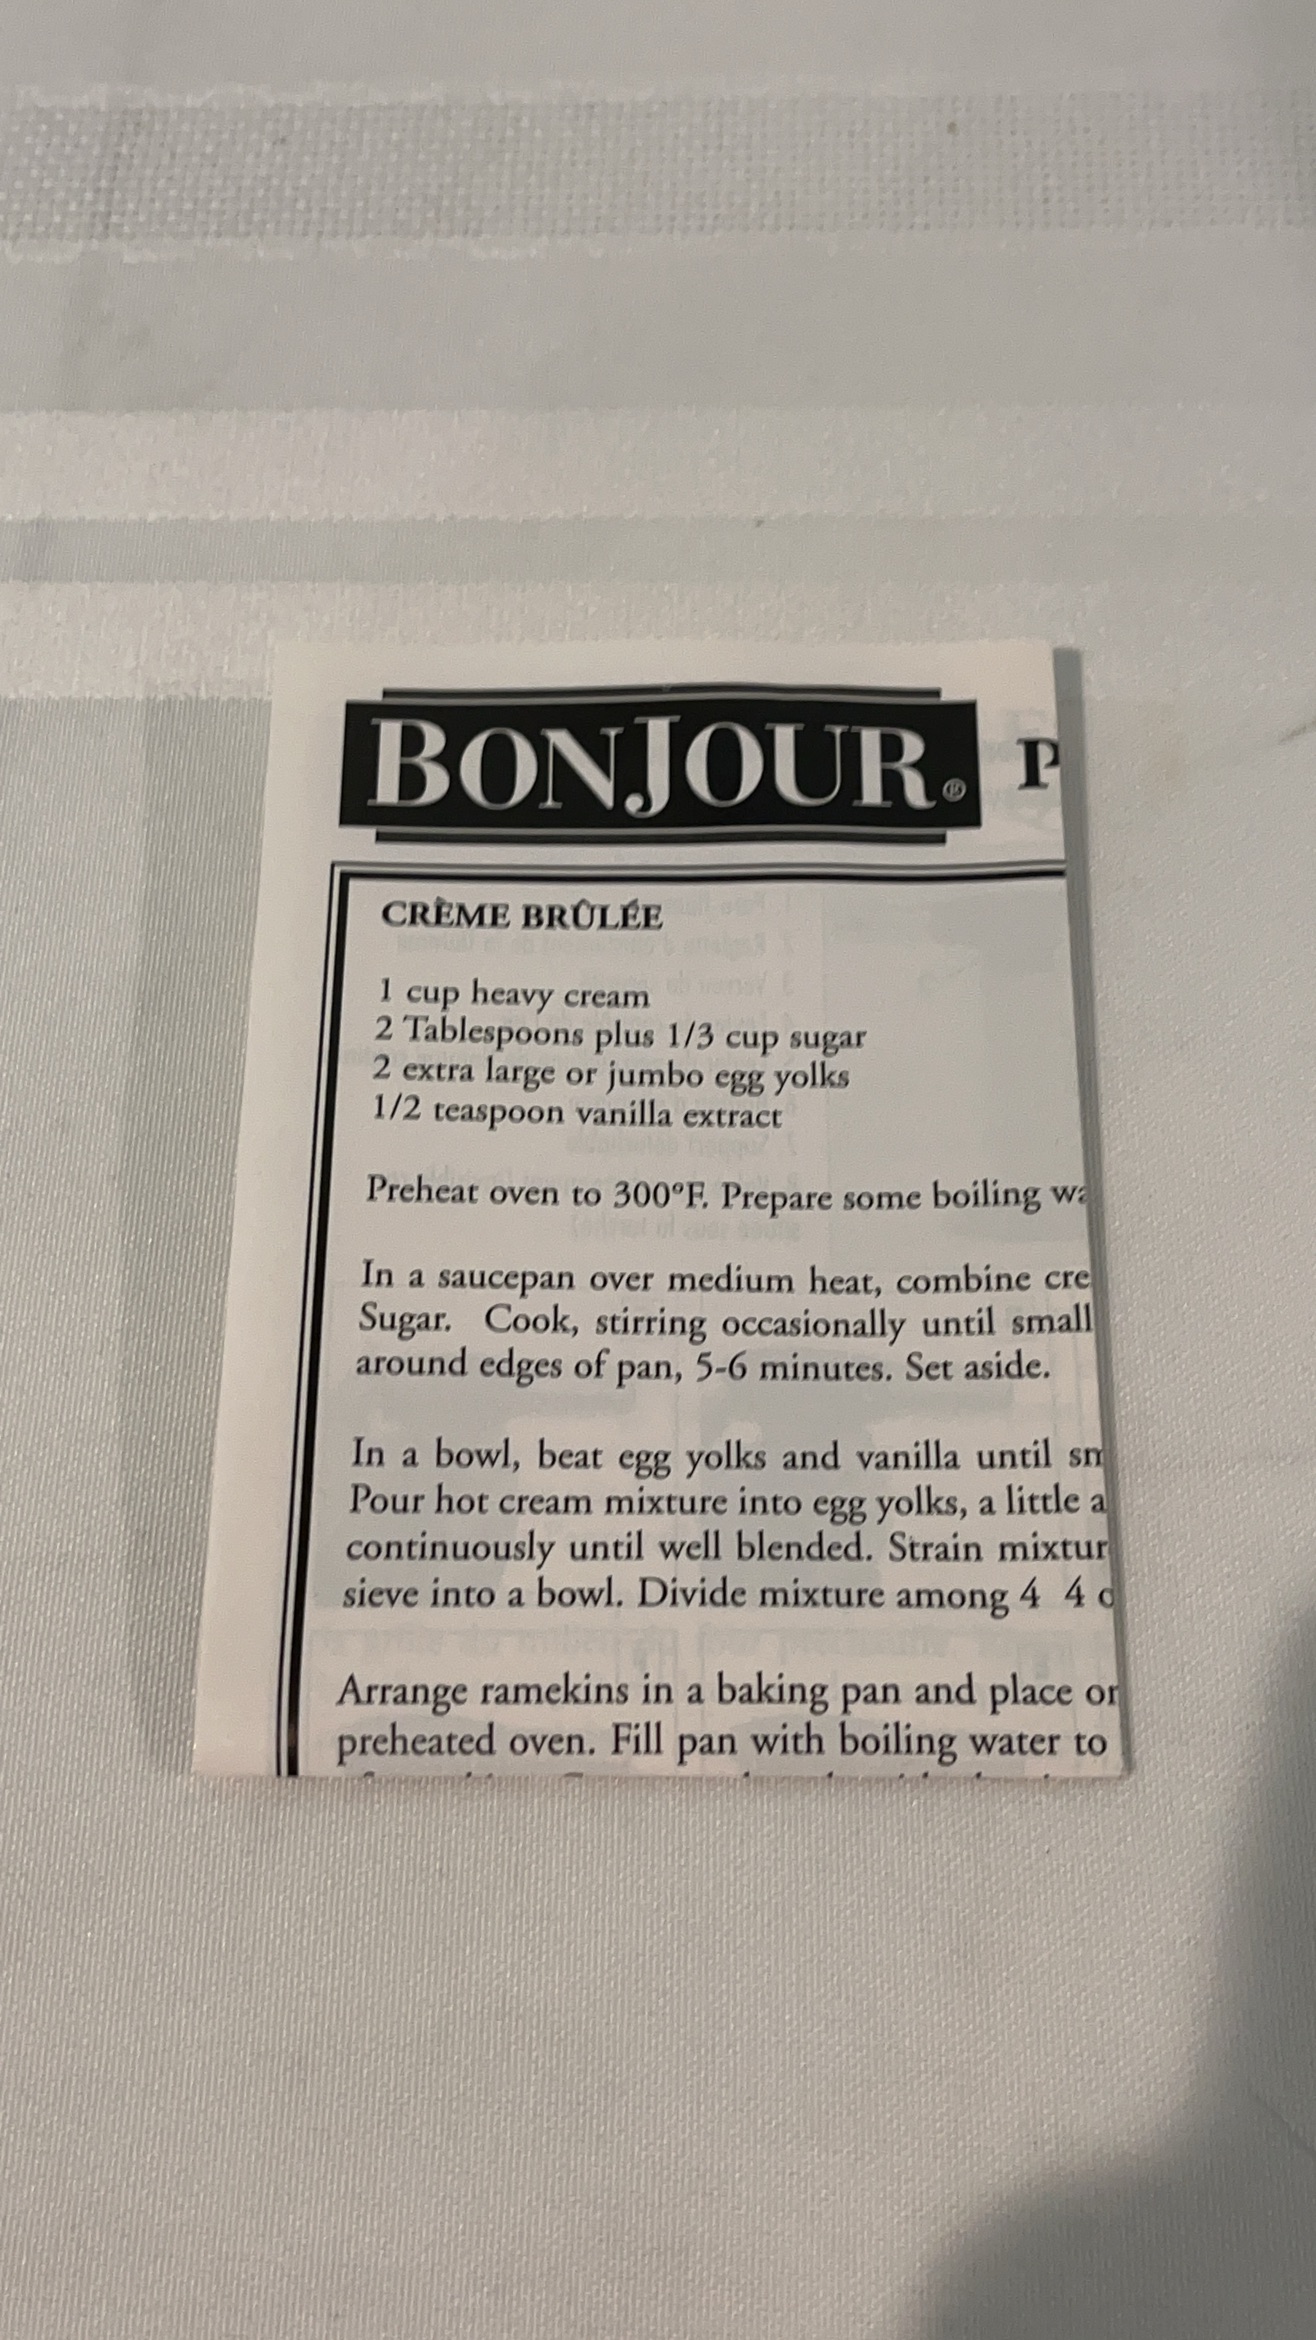 BONJOUR® P
CRÈME BRÛLÉE
1 cup heavy cream
2 Tablespoons plus 1/3 cup sugar
2 extra large or jumbo egg yolks
1/2 teaspoon vanilla extract
Preheat oven to 300°F. Prepare some boiling
In a saucepan over medium heat, combine
Sugar. Cook, stirring occasionally until small
around edges of pan, 5-6 minutes. Set aside.
In a bowl, beat egg yolks and vanilla until
Pour hot cream mixture into egg yolks, a little
continuously until well blended. Strain
sieve into a bowl. Divide mixture among 4 4
Arrange ramekins in a baking pan and place
preheated oven. Fill pan with boiling water to